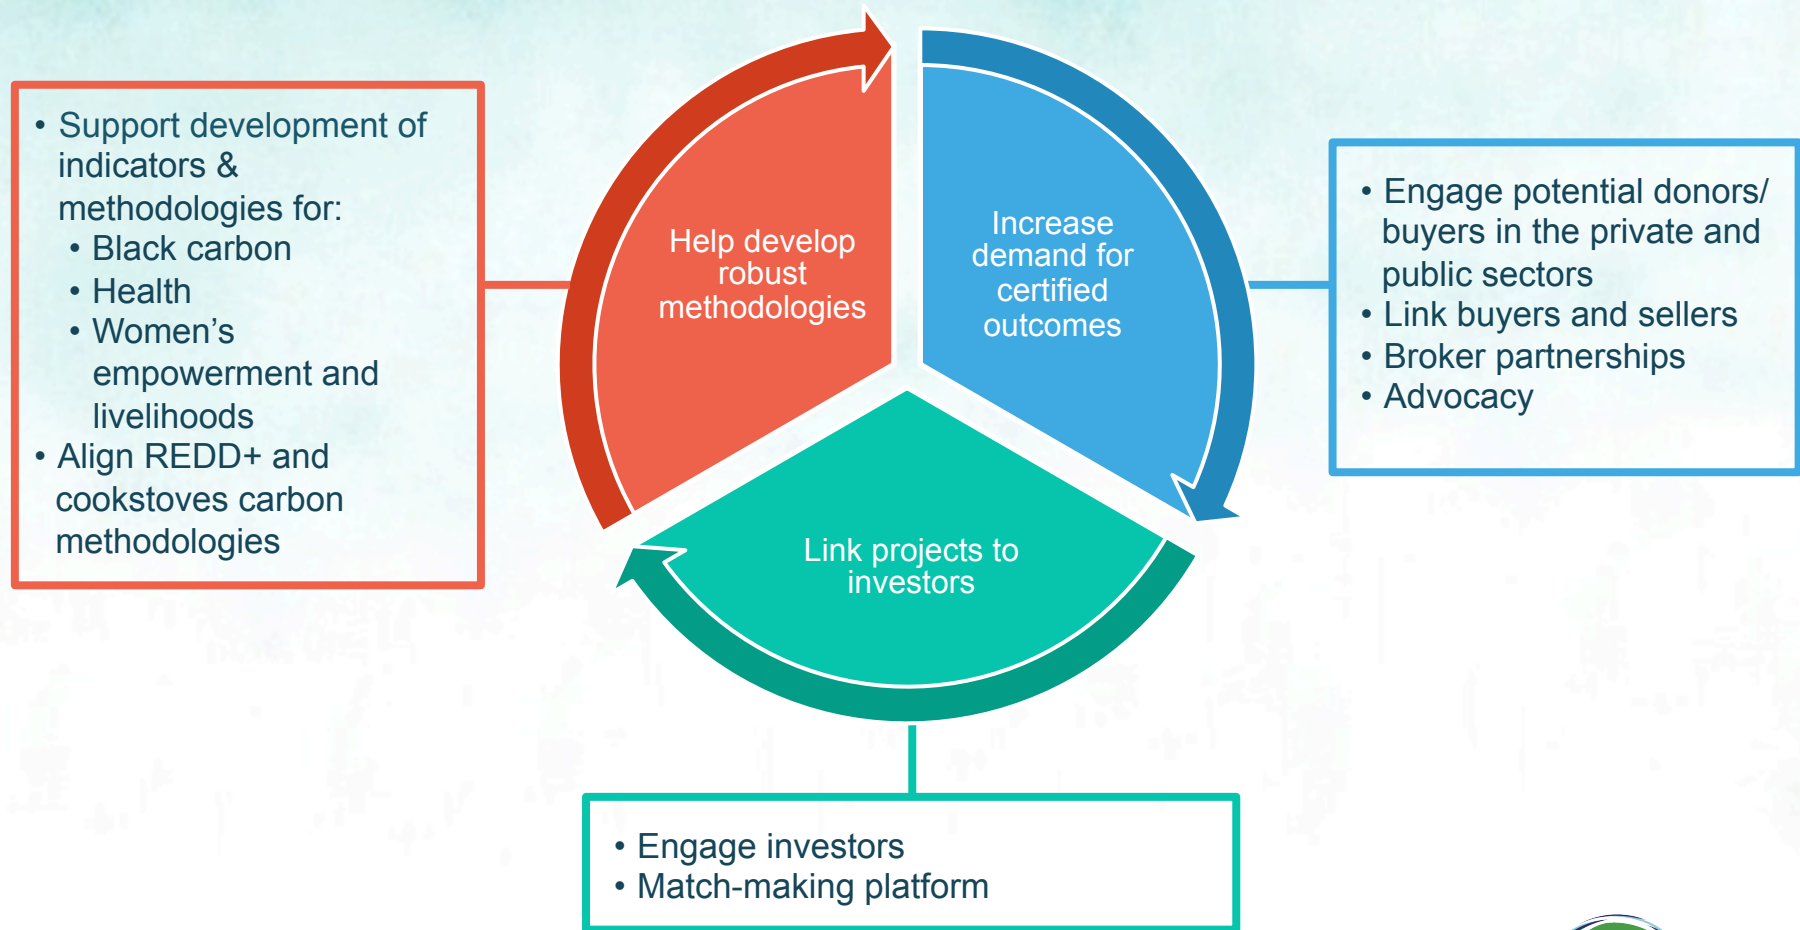 • Support development of
indicators &
methodologies for:
• Black carbon
• Health
• Women’s
empowerment and
livelihoods
• Align REDD+ and
cookstoves carbon
methodologies
Help develop
robust
methodologies
Increase
demand for
certified
outcomes
• Engage potential donors/
buyers in the private and
public sectors
• Link buyers and sellers
• Broker partnerships
• Advocacy
Link projects to
investors
• Engage investors
• Match-making platform